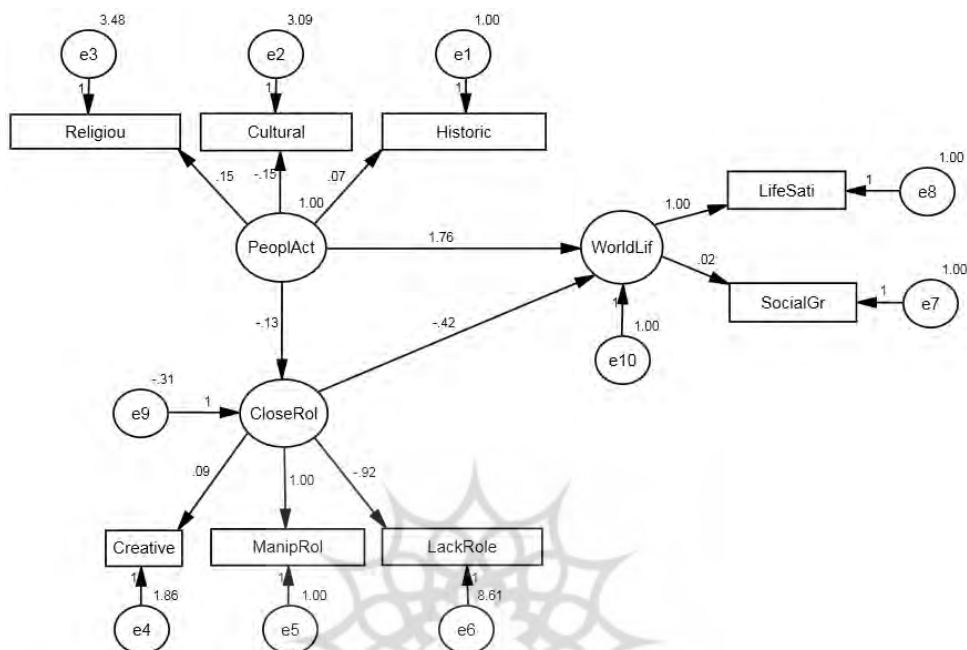 3.48
3.09
1.00
e3
e2
e1
1
1
1
Religiou
Cultural
Historic
.15
-.15
.07
1.00
PeoplAct
1.76
WorldLif
1.00
LifeSati
1
e8
1.00
.02
SocialGr
1
e7
1.00
-.13
-.42
1
1.00
e10
-.31
e9
1
CloseRol
.09
1.00
-.92
Creative
ManipRol
LackRole
1
1.86
1
1.00
1
8.61
e4
e5
e6